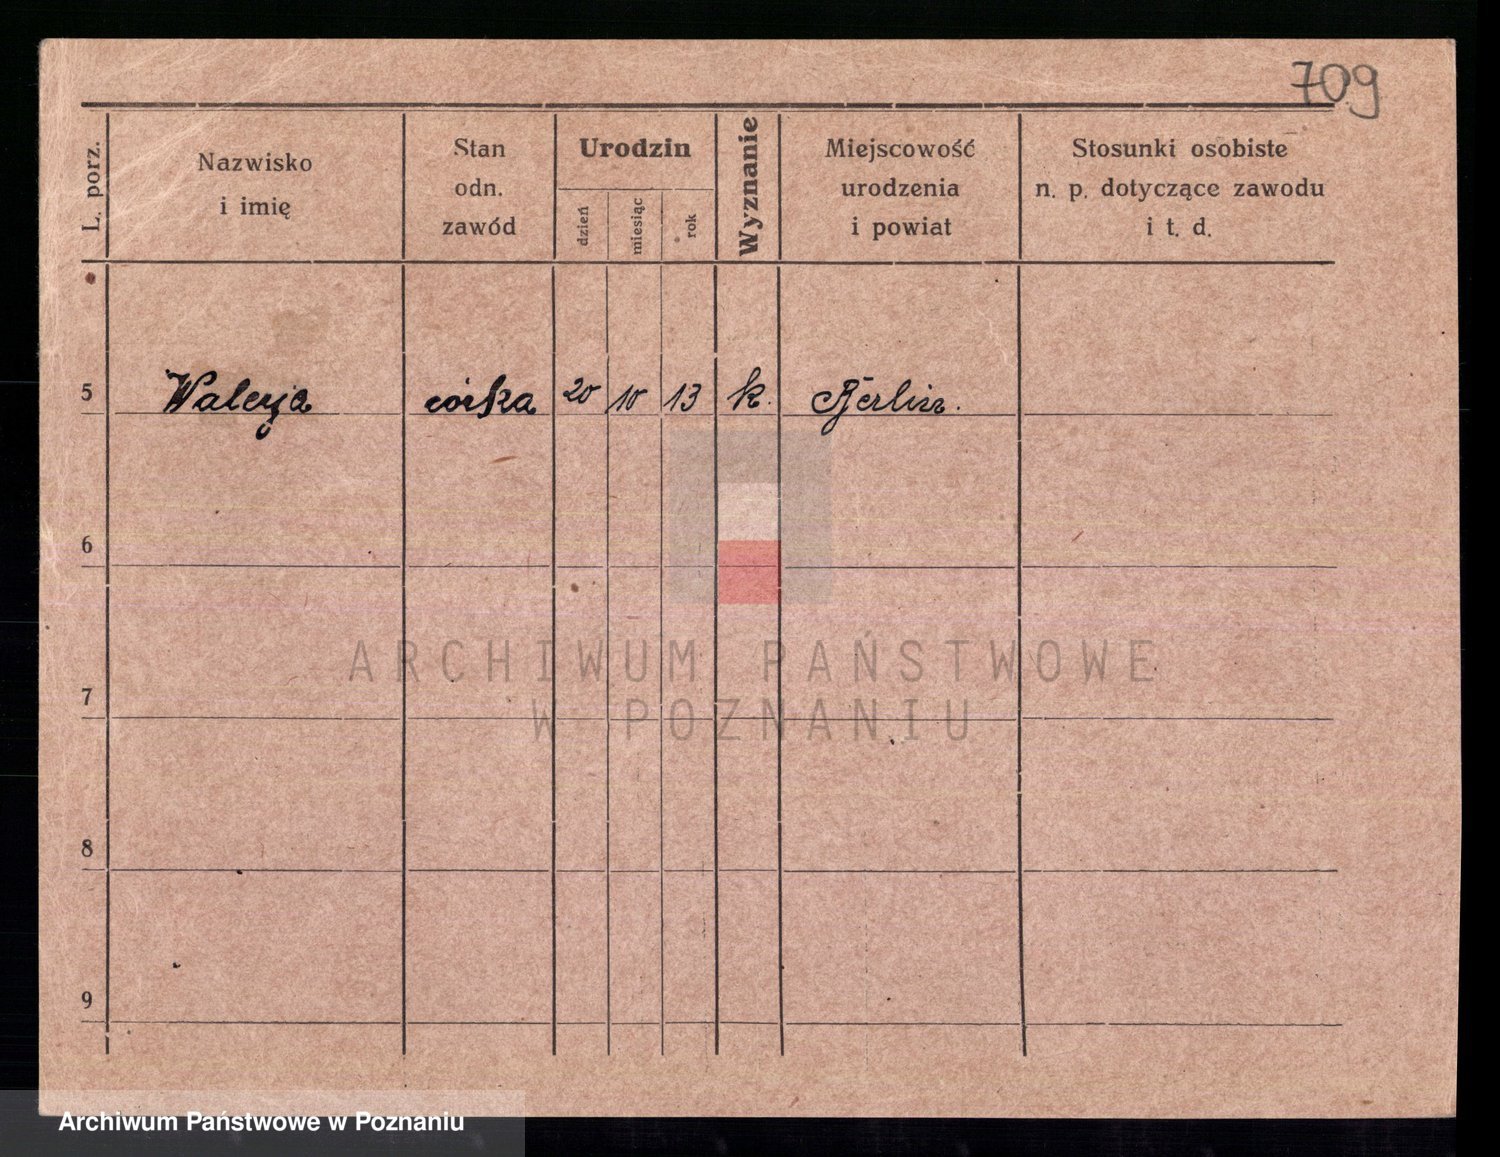 709
L. porz.
Nazwisko
i imię
Stan
odn.
zawód
Urodzin
dzień
miesiąc
rok
Wyznanie
Miejscowość
urodzenia
i powiat
Stosunki osobiste
n. p. dotyczące zawodu
i t. d.
5 Walerja córka 20 10 13 k. Berlin.
6
7
8
9
ARCHIWUM PAŃSTWOWE
W POZNANIU
Archiwum Państwowe w Poznaniu